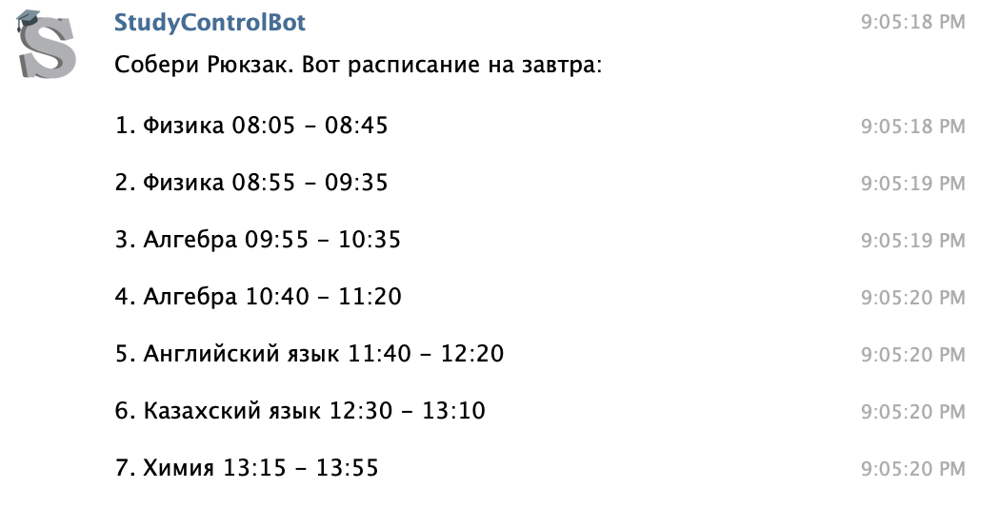 StudyControlBot 9:05:18 PM
Собери Рюкзак. Вот расписание на завтра:
1. Физика 08:05 – 08:45 9:05:18 PM
2. Физика 08:55 – 09:35 9:05:19 PM
3. Алгебра 09:55 – 10:35 9:05:19 PM
4. Алгебра 10:40 – 11:20 9:05:20 PM
5. Английский язык 11:40 – 12:20 9:05:20 PM
6. Казахский язык 12:30 – 13:10 9:05:20 PM
7. Химия 13:15 – 13:55 9:05:20 PM